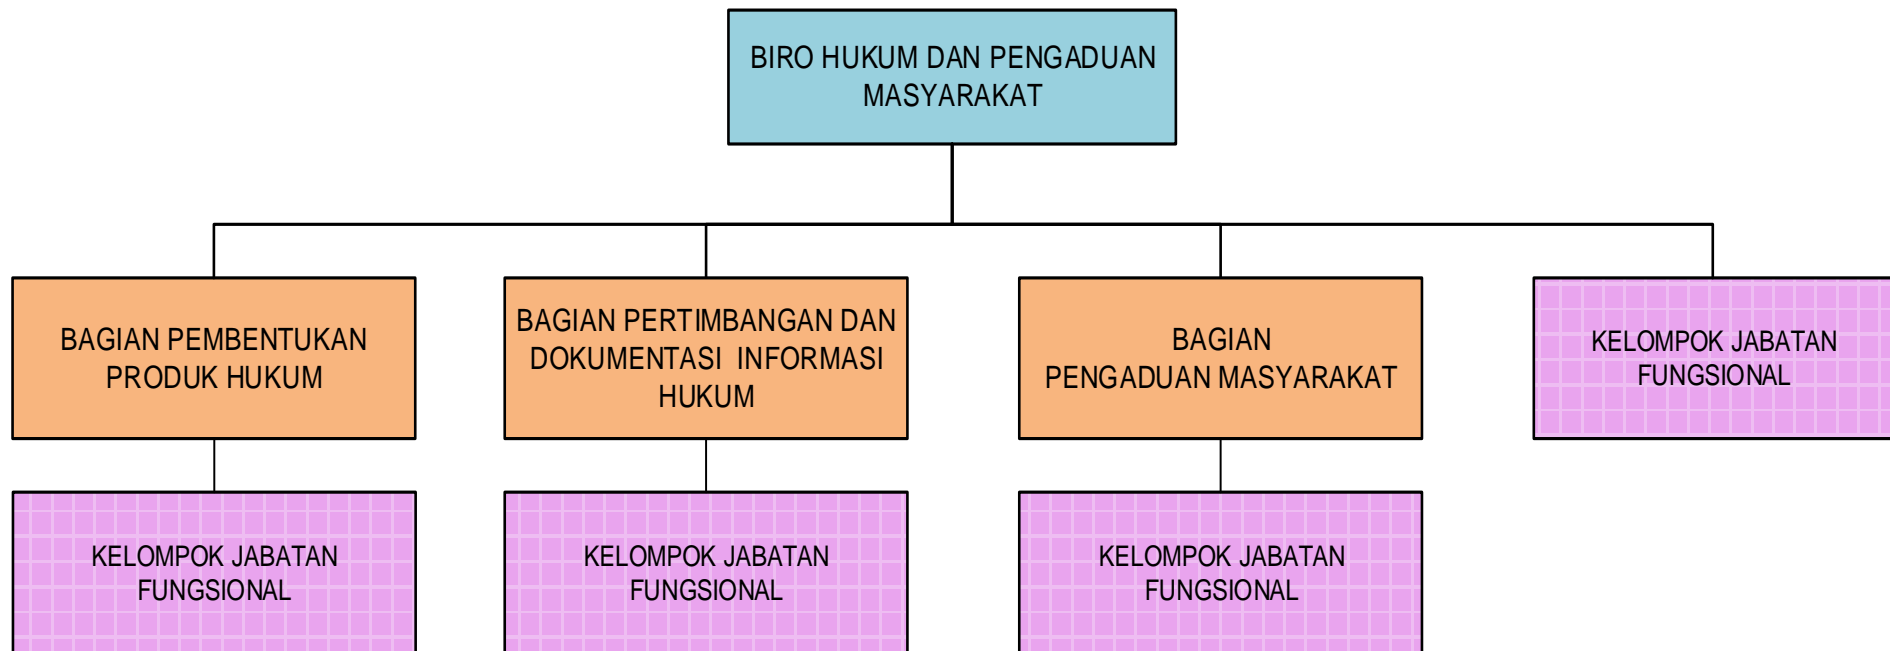 BIRO HUKUM DAN PENGADUAN
MASYARAKAT
BAGIAN PEMBENTUKAN
PRODUK HUKUM
BAGIAN PERTIMBANGAN DAN
DOKUMENTASI INFORMASI
HUKUM
BAGIAN
PENGADUAN MASYARAKAT
KELOMPOK JABATAN
FUNGSIONAL
KELOMPOK JABATAN
FUNGSIONAL
KELOMPOK JABATAN
FUNGSIONAL
KELOMPOK JABATAN
FUNGSIONAL